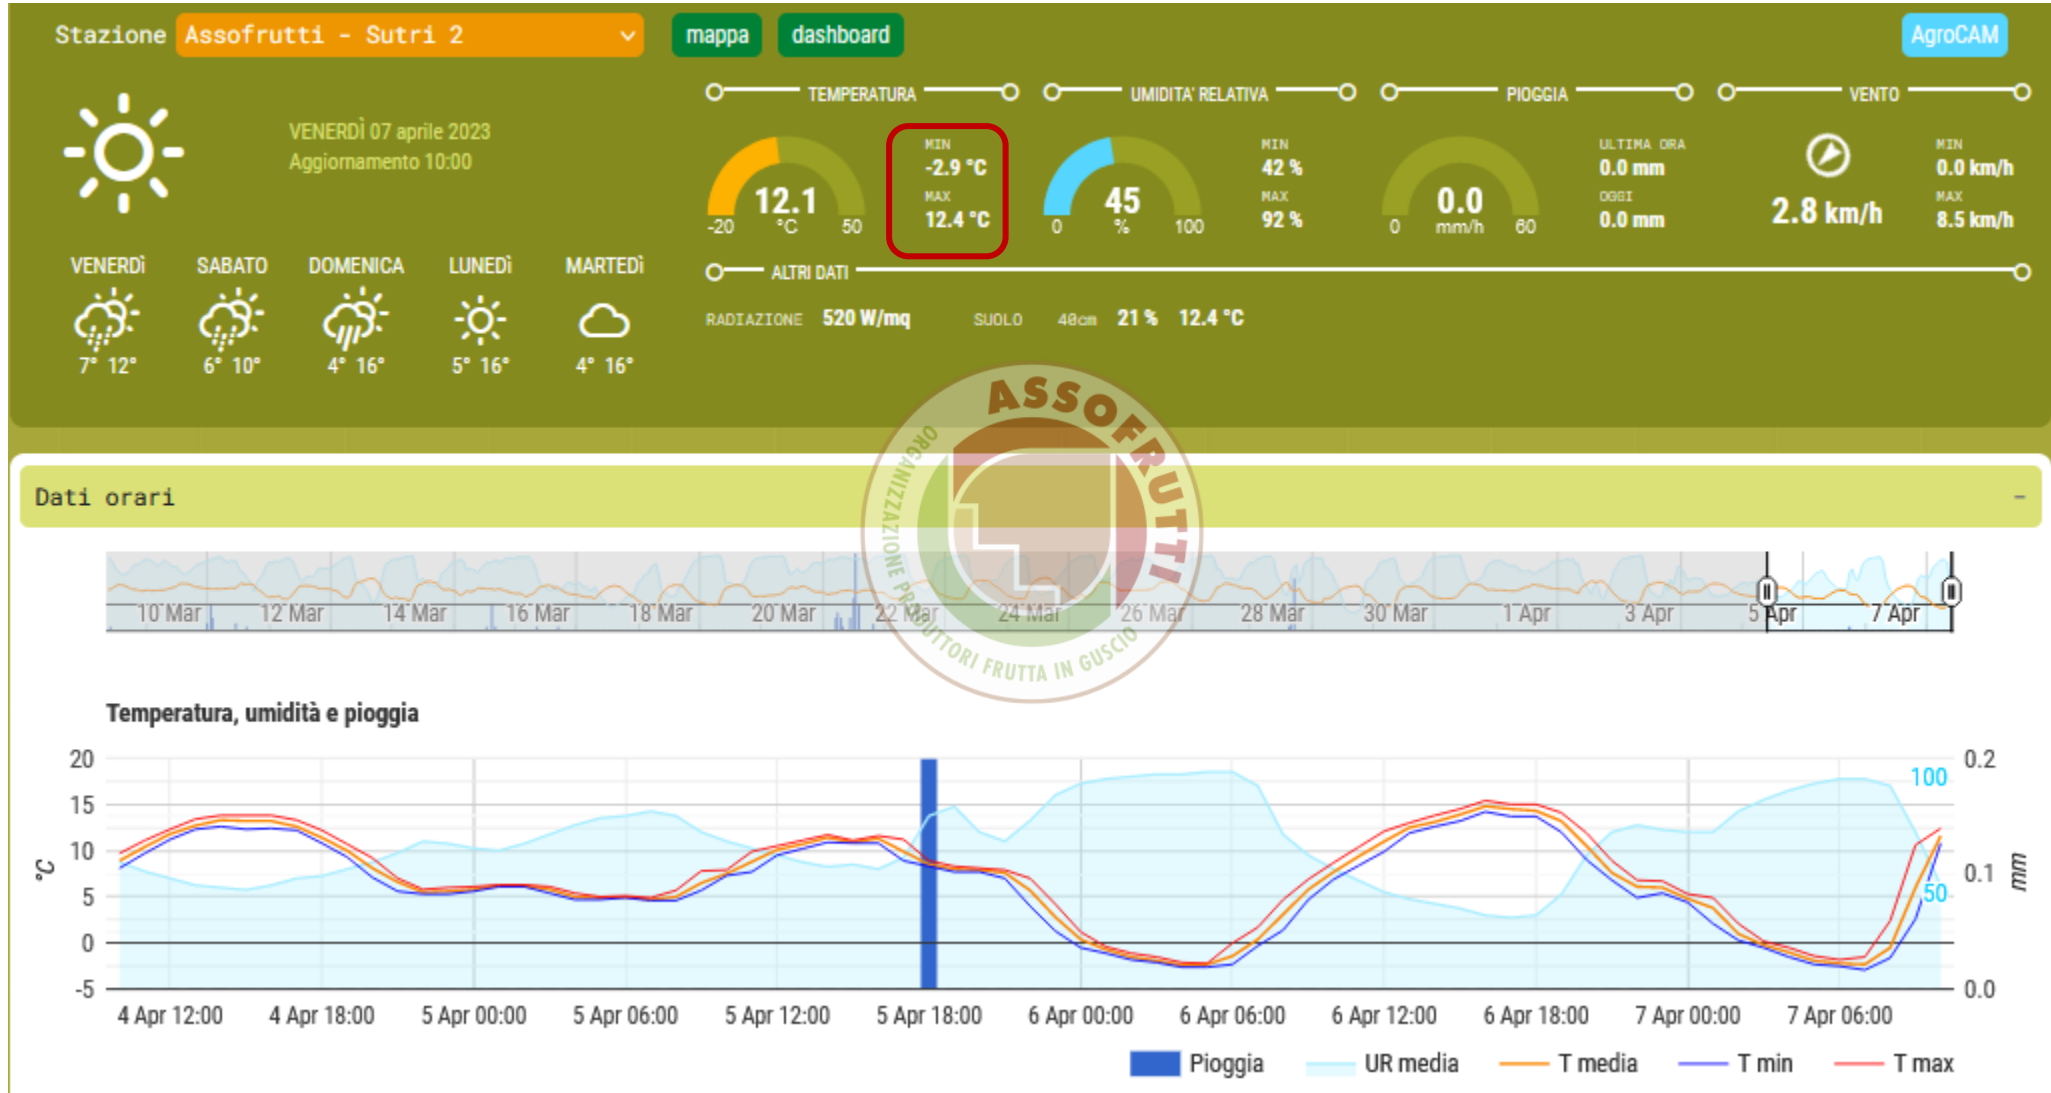 Stazione Assofrutti - Sutri 2 mappa dashboard AgroCAM
VENERDÌ 07 aprile 2023
Aggiornamento 10:00
TEMPERATURA
12.1
°C
-20 50
MIN
-2.9 °C
MAX
12.4 °C
UMIDITA' RELATIVA
45
%
0 100
MIN
42 %
MAX
92 %
PIOGGIA
0.0
mm/h
0 60
ULTIMA ORA
0.0 mm
OGGI
0.0 mm
VENTO
2.8 km/h
MIN
0.0 km/h
MAX
8.5 km/h
VENERDÌ SABATO DOMENICA LUNEDÌ MARTEDÌ
7° 12° 6° 10° 4° 16° 5° 16° 4° 16°
ALTRI DATI
RADIAZIONE 520 W/mq SUOLO 40cm 21 % 12.4 °C
ASSOFRUTTI
ORGANIZZAZIONE PRODUTTORI FRUTTA IN GUSCIO
Dati orari -
10 Mar 12 Mar 14 Mar 16 Mar 18 Mar 20 Mar 22 Mar 24 Mar 26 Mar 28 Mar 30 Mar 1 Apr 3 Apr 5 Apr 7 Apr
Temperatura, umidità e pioggia
°C
20
15
10
5
0
-5
100
50
0.2
0.1
0.0
mm
4 Apr 12:00 4 Apr 18:00 5 Apr 00:00 5 Apr 06:00 5 Apr 12:00 5 Apr 18:00 6 Apr 00:00 6 Apr 06:00 6 Apr 12:00 6 Apr 18:00 7 Apr 00:00 7 Apr 06:00
Pioggia UR media T media T min T max